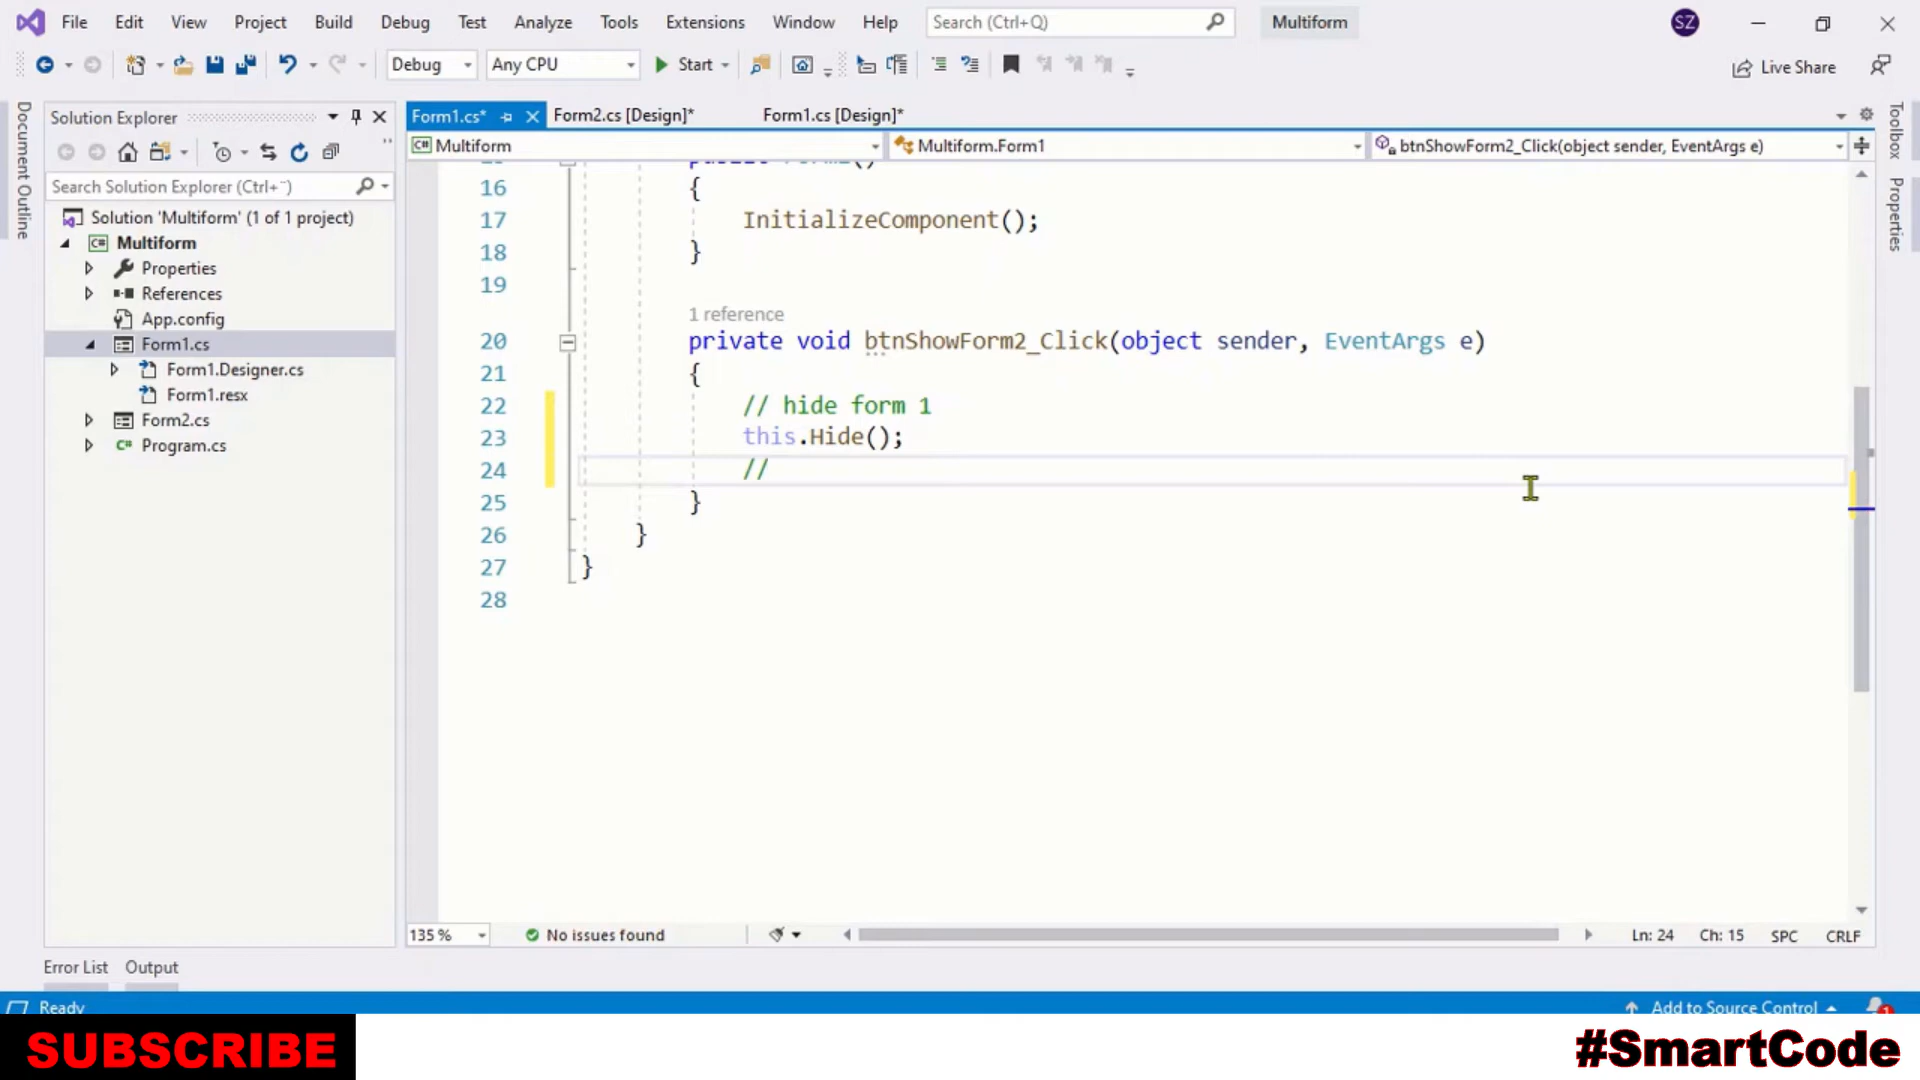 File Edit View Project Build Debug Test Analyze Tools Extensions Window Help Search (Ctrl+Q) Multiform SZ
Debug Any CPU Start Live Share
Document Outline
Solution Explorer
Search Solution Explorer (Ctrl+¨)
Solution 'Multiform' (1 of 1 project)
Multiform
Properties
References
App.config
Form1.cs
Form1.Designer.cs
Form1.resx
Form2.cs
Program.cs
Form1.cs* Form2.cs [Design]* Form1.cs [Design]*
C# Multiform Multiform.Form1 btnShowForm2_Click(object sender, EventArgs e)
16 {
17 InitializeComponent();
18 }
19
1 reference
20 private void btnShowForm2_Click(object sender, EventArgs e)
21 {
22 // hide form 1
23 this.Hide();
24 //
25 }
26 }
27 }
28
135 % No issues found Ln: 24 Ch: 15 SPC CRLF
Toolbox
Properties
Error List Output
Ready Add to Source Control 1
SUBSCRIBE #SmartCode